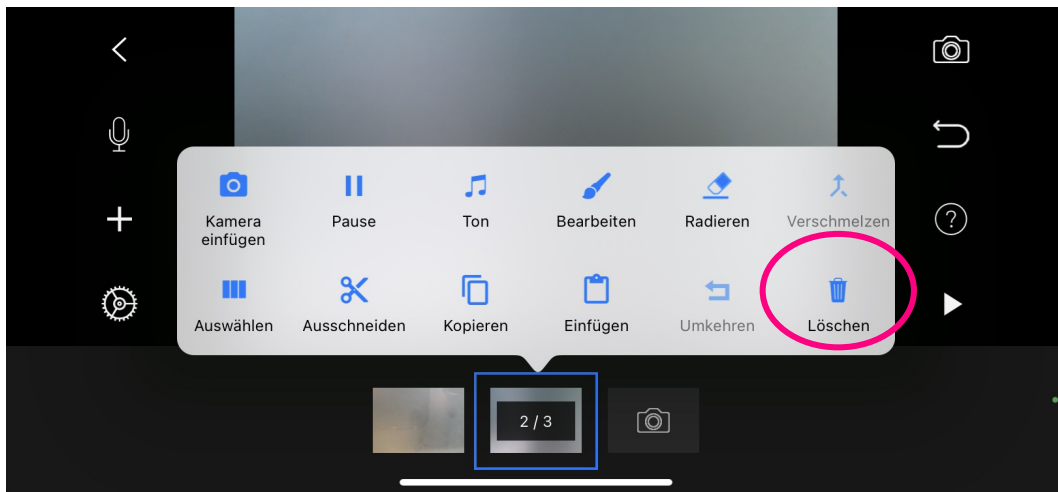 Kamera
einfügen
Pause
Ton
Bearbeiten
Radieren
Verschmelzen
Auswählen
Ausschneiden
Kopieren
Einfügen
Umkehren
Löschen
2 / 3